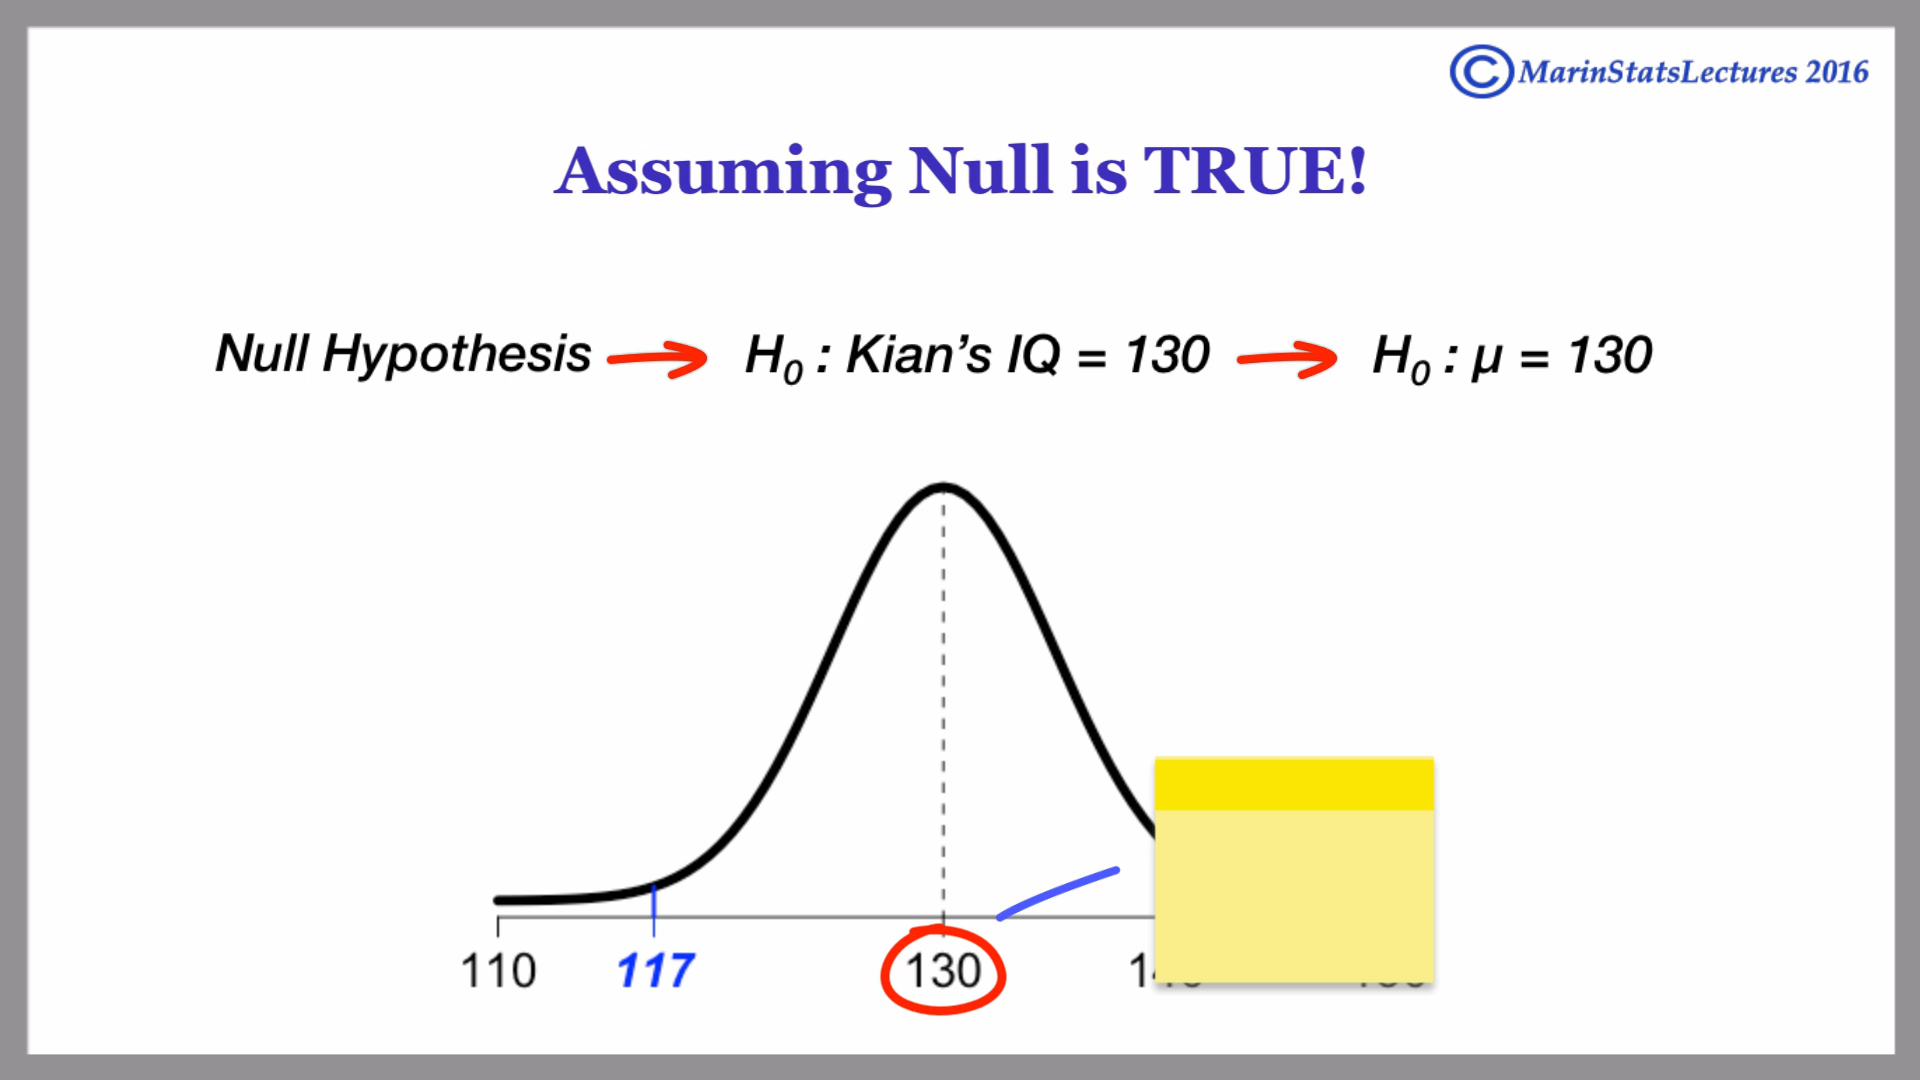 ©MarinStatsLectures 2016
Assuming Null is TRUE!
Null Hypothesis → H₀ : Kian’s IQ = 130 → H₀ : μ = 130
110 117 130